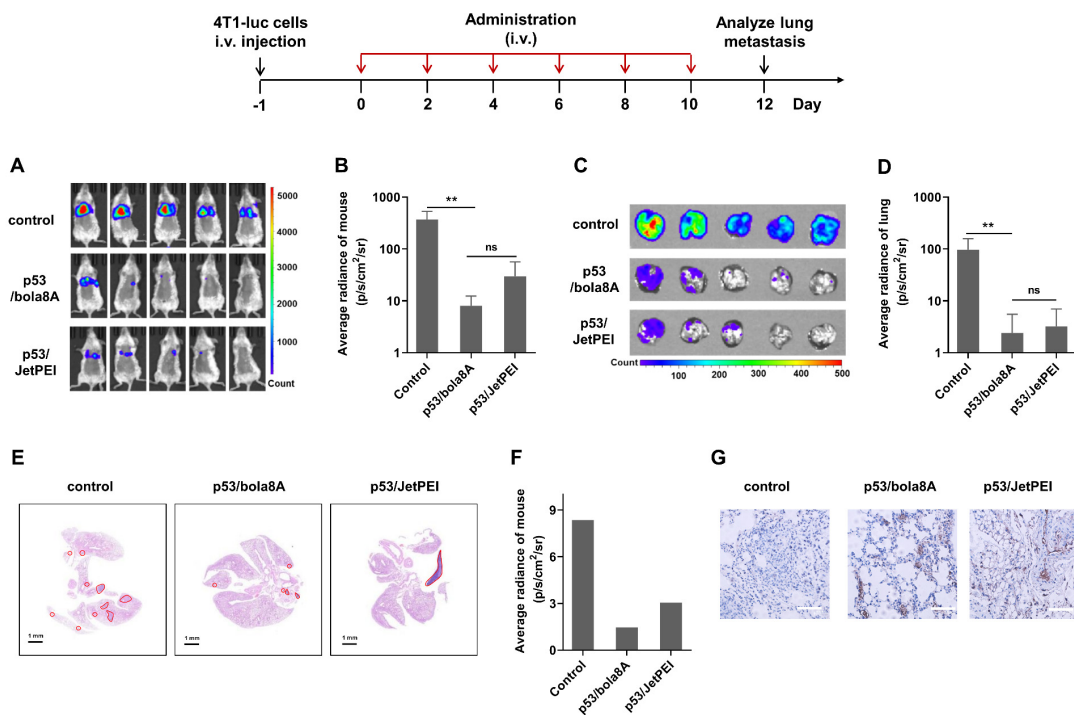 4T1-luc cells
i.v. injection
Administration
(i.v.)
Analyze lung
metastasis
-1 0 2 4 6 8 10 12 Day
A
control
p53
/bola8A
p53/
JetPEI
5000
4000
3000
2000
1000
Count
B
Average radiance of mouse
(p/s/cm²/sr)
1000
100
10
1
**
ns
Control
p53/bola8A
p53/JetPEI
C
control
p53
/bola8A
p53/
JetPEI
Count 100 200 300 400 500
D
Average radiance of lung
(p/s/cm²/sr)
1000
100
10
1
**
ns
Control
p53/bola8A
p53/JetPEI
E
control p53/bola8A p53/JetPEI
1 mm 1 mm 1 mm
F
Average radiance of mouse
(p/s/cm²/sr)
9
6
3
0
Control
p53/bola8A
p53/JetPEI
G
control p53/bola8A p53/JetPEI